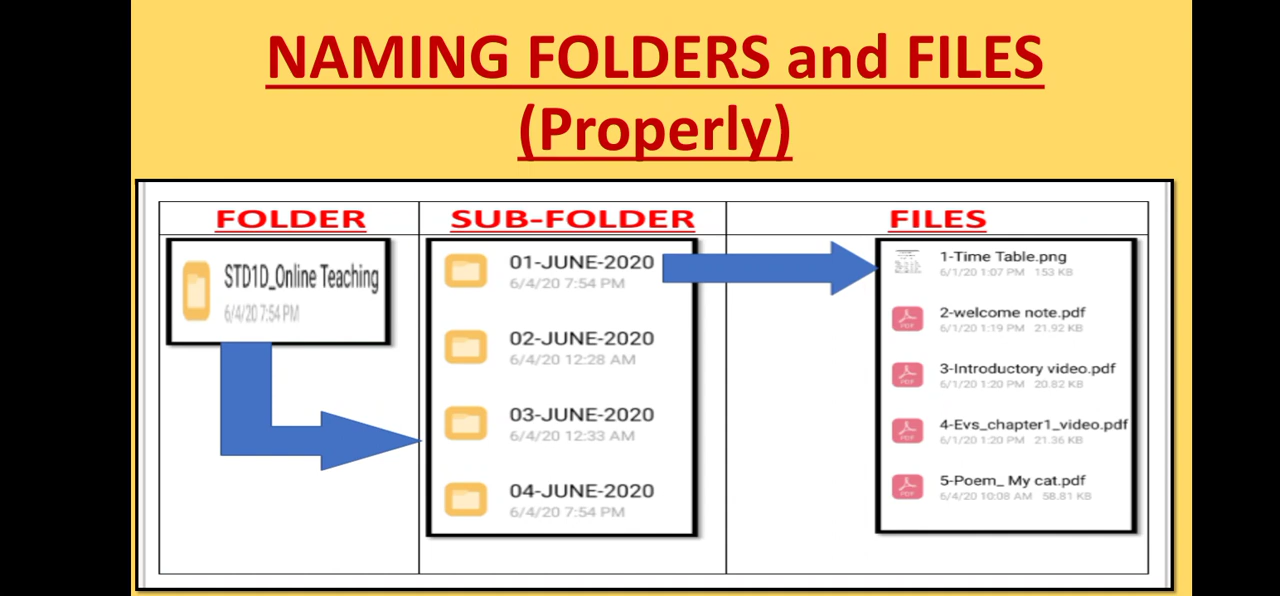 NAMING FOLDERS and FILES
(Properly)
FOLDER
STD1D_Online Teaching
6/4/20 7:54 PM
SUB-FOLDER
01-JUNE-2020
6/4/20 7:54 PM
02-JUNE-2020
6/4/20 12:28 AM
03-JUNE-2020
6/4/20 12:33 AM
04-JUNE-2020
6/4/20 7:54 PM
FILES
1-Time Table.png
6/1/20 1:07 PM 153 KB
2-welcome note.pdf
6/1/20 1:19 PM 21.92 KB
PDF
3-Introductory video.pdf
6/1/20 1:20 PM 20.82 KB
PDF
4-Evs_chapter1_video.pdf
6/1/20 1:20 PM 21.36 KB
PDF
5-Poem_ My cat.pdf
6/4/20 10:08 AM 58.81 KB
PDF